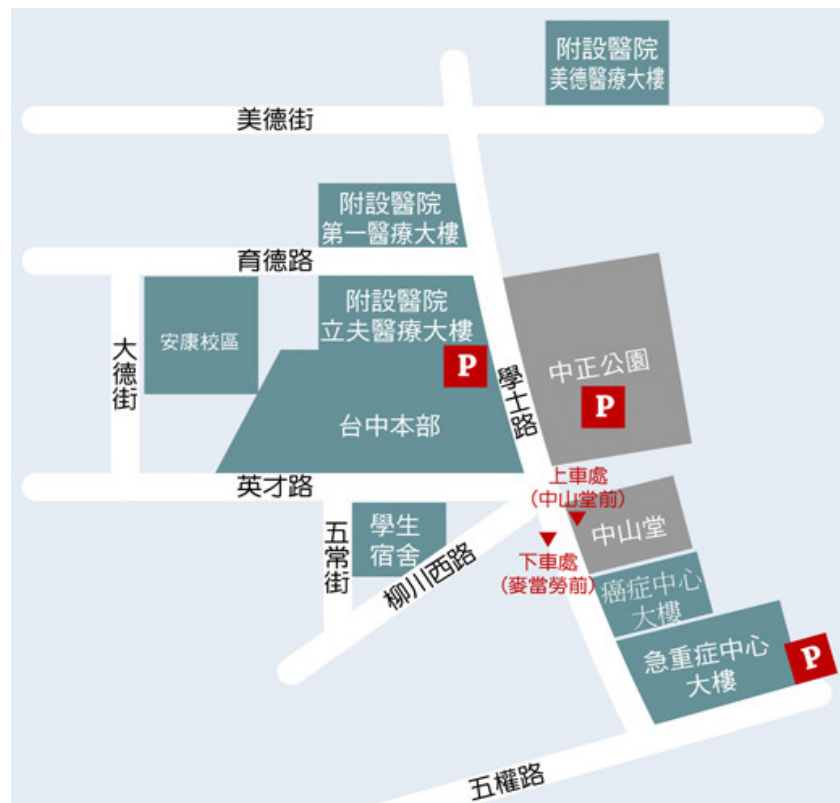 附設醫院
美德醫療大樓
美德街
附設醫院
第一醫療大樓
育德路
附設醫院
立夫醫療大樓
安康校區
大德街
P
中正公園
P
學士路
台中本部
英才路
上車處
(中山堂前)
中山堂
學生
宿舍
五常街
柳川西路
下車處
(麥當勞前)
癌症中心
大樓
急重症中心
大樓
P
五權路